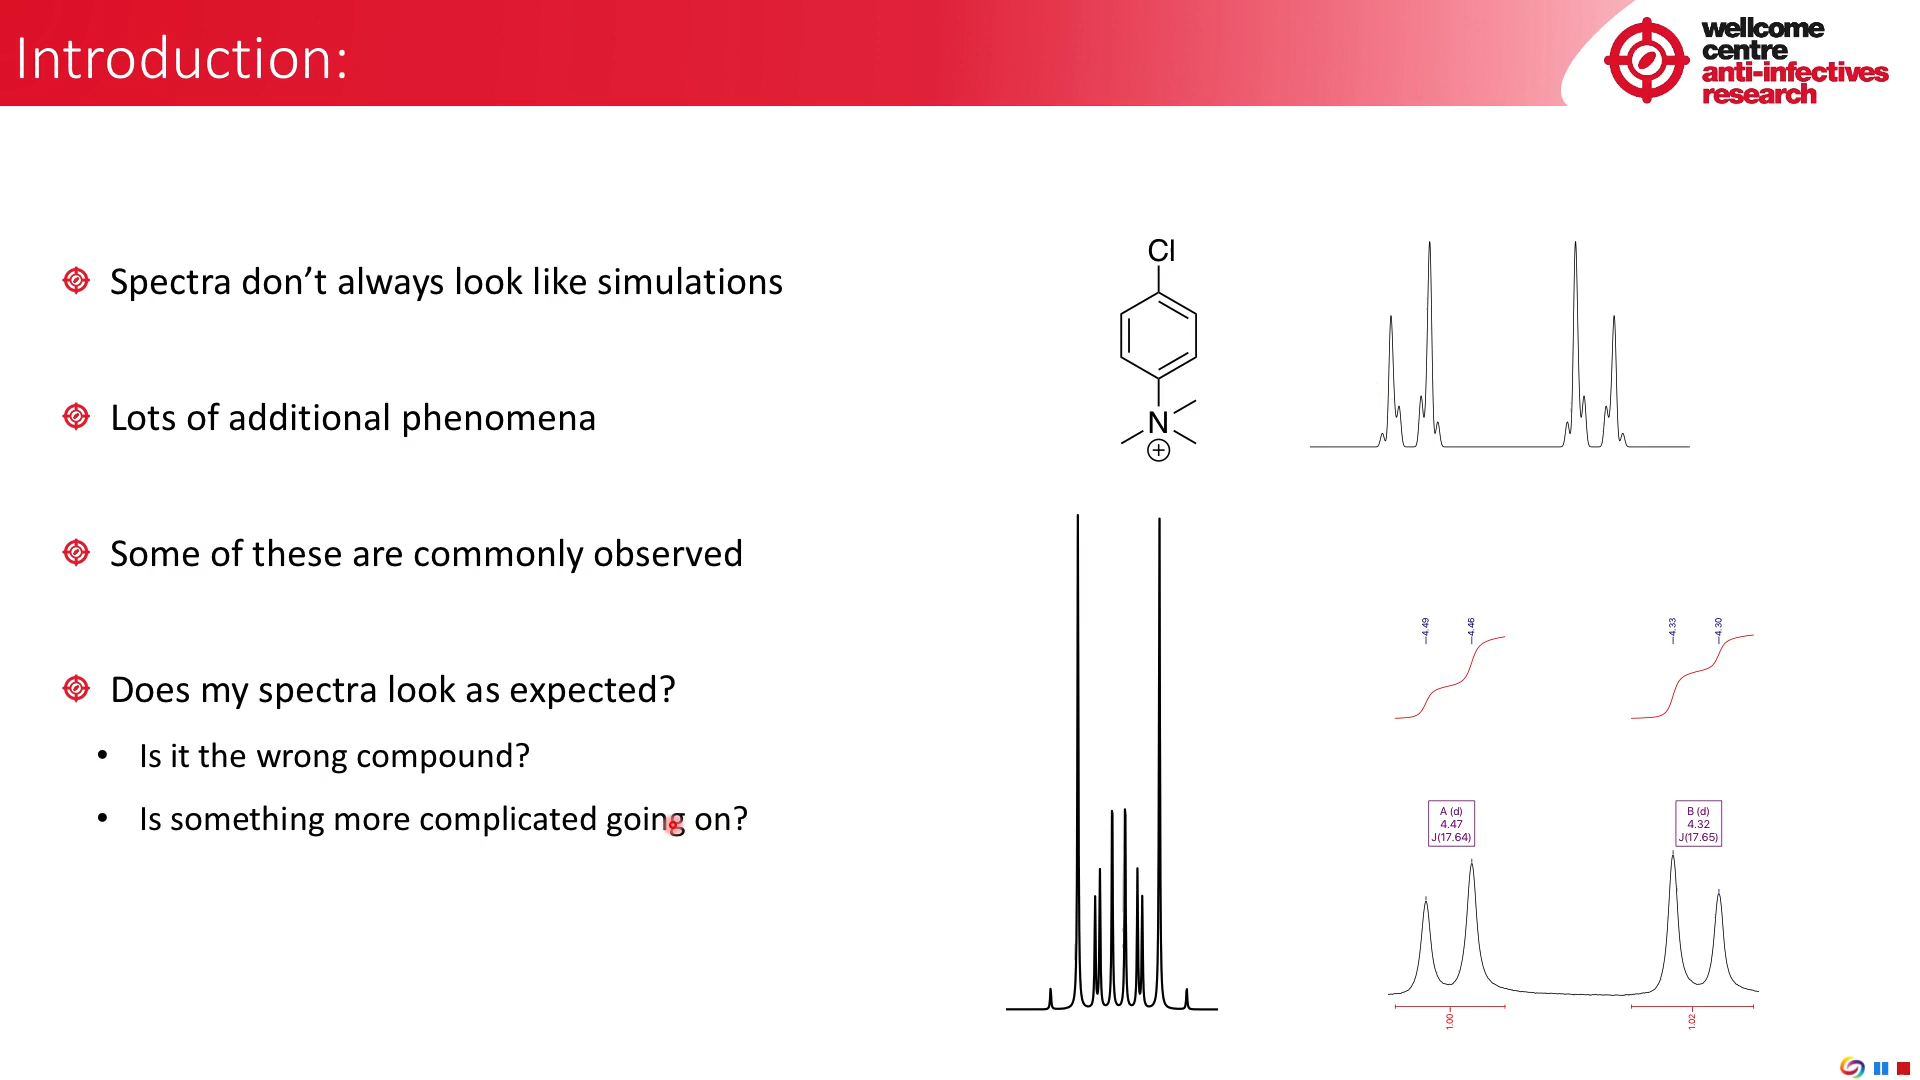 Introduction:
wellcome
centre
anti-infectives
research
Spectra don’t always look like simulations
Lots of additional phenomena
Some of these are commonly observed
Does my spectra look as expected?
• Is it the wrong compound?
• Is something more complicated going on?
Cl
N
+
4.49
4.46
4.33
4.30
A (d)
4.47
J(17.64)
B (d)
4.32
J(17.65)
1.00
1.02